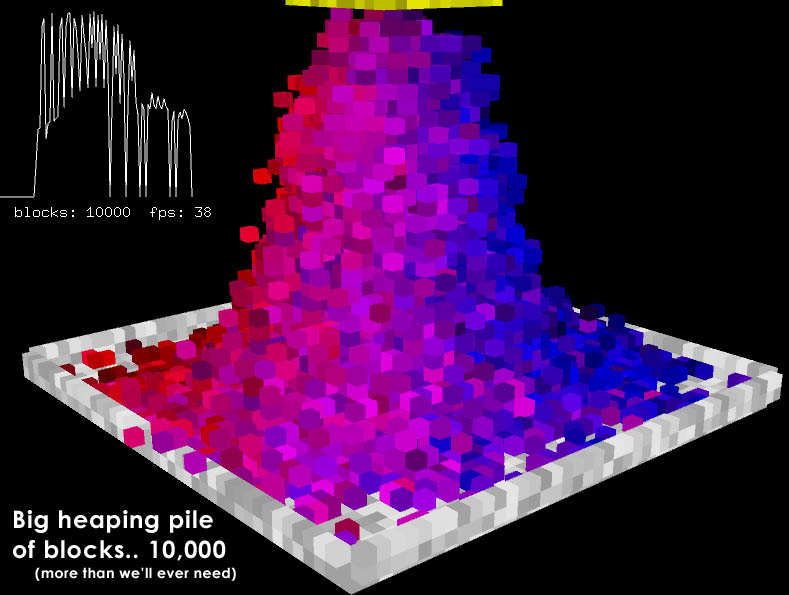 blocks: 10000 fps: 38
Big heaping pile
of blocks.. 10,000
(more than we'll ever need)